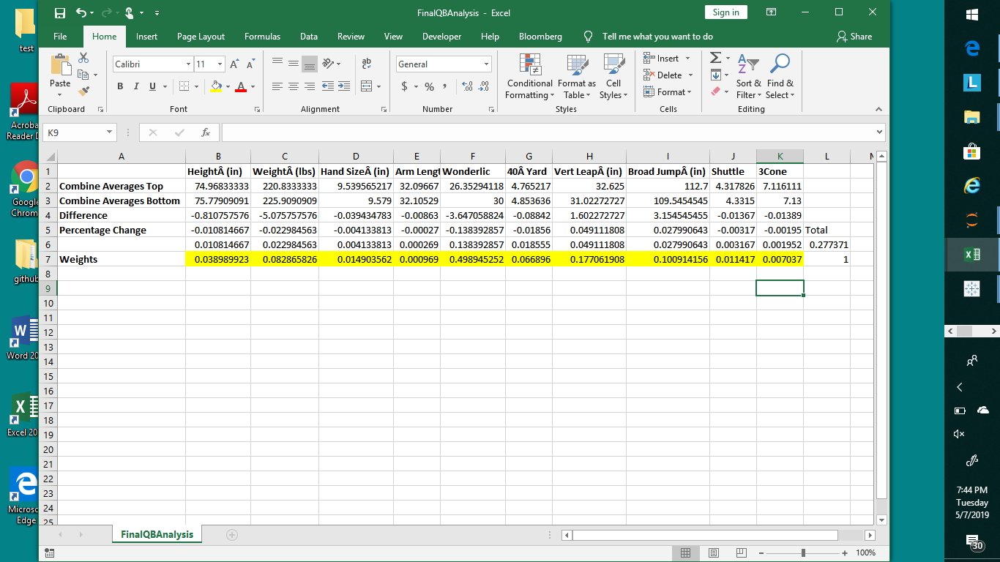 FinalQBAnalysis - Excel
Sign in
File Home Insert Page Layout Formulas Data Review View Developer Help Bloomberg Tell me what you want to do Share
Paste
Calibri 11
B I U
A A
ab
General
$ % ,
Conditional Formatting
Format as Table
Cell Styles
Insert
Delete
Format
Sort & Filter
Find & Select
Clipboard Font Alignment Number Styles Cells Editing
K9 fx
A B C D E F G H I J K L
1 HeightÂ (in) WeightÂ (lbs) Hand SizeÂ (in) Arm Lengt Wonderlic 40Â Yard Vert LeapÂ (in) Broad JumpÂ (in) Shuttle 3Cone
2 Combine Averages Top 74.96833333 220.8333333 9.539565217 32.09667 26.35294118 4.765217 32.625 112.7 4.317826 7.116111
3 Combine Averages Bottom 75.77909091 225.9090909 9.579 32.10529 30 4.853636 31.02272727 109.5454545 4.3315 7.13
4 Difference -0.810757576 -5.075757576 -0.039434783 -0.00863 -3.647058824 -0.08842 1.602272727 3.154545455 -0.01367 -0.01389
5 Percentage Change -0.010814667 -0.022984563 -0.004133813 -0.00027 -0.138392857 -0.01856 0.049111808 0.027990643 -0.00317 -0.00195 Total
6 0.010814667 0.022984563 0.004133813 0.000269 0.138392857 0.018555 0.049111808 0.027990643 0.003167 0.001952 0.277371
7 Weights 0.038989923 0.082865826 0.014903562 0.000969 0.498945252 0.066896 0.177061908 0.100914156 0.011417 0.007037 1
8
9
10
11
12
13
14
15
16
17
18
19
20
21
22
23
24
25
FinalQBAnalysis
100%
test
Acroba
Reader D
Google
Chrom
github
Word 20
Excel 20
Microsc
Edge
7:44 PM
Tuesday
5/7/2019
30